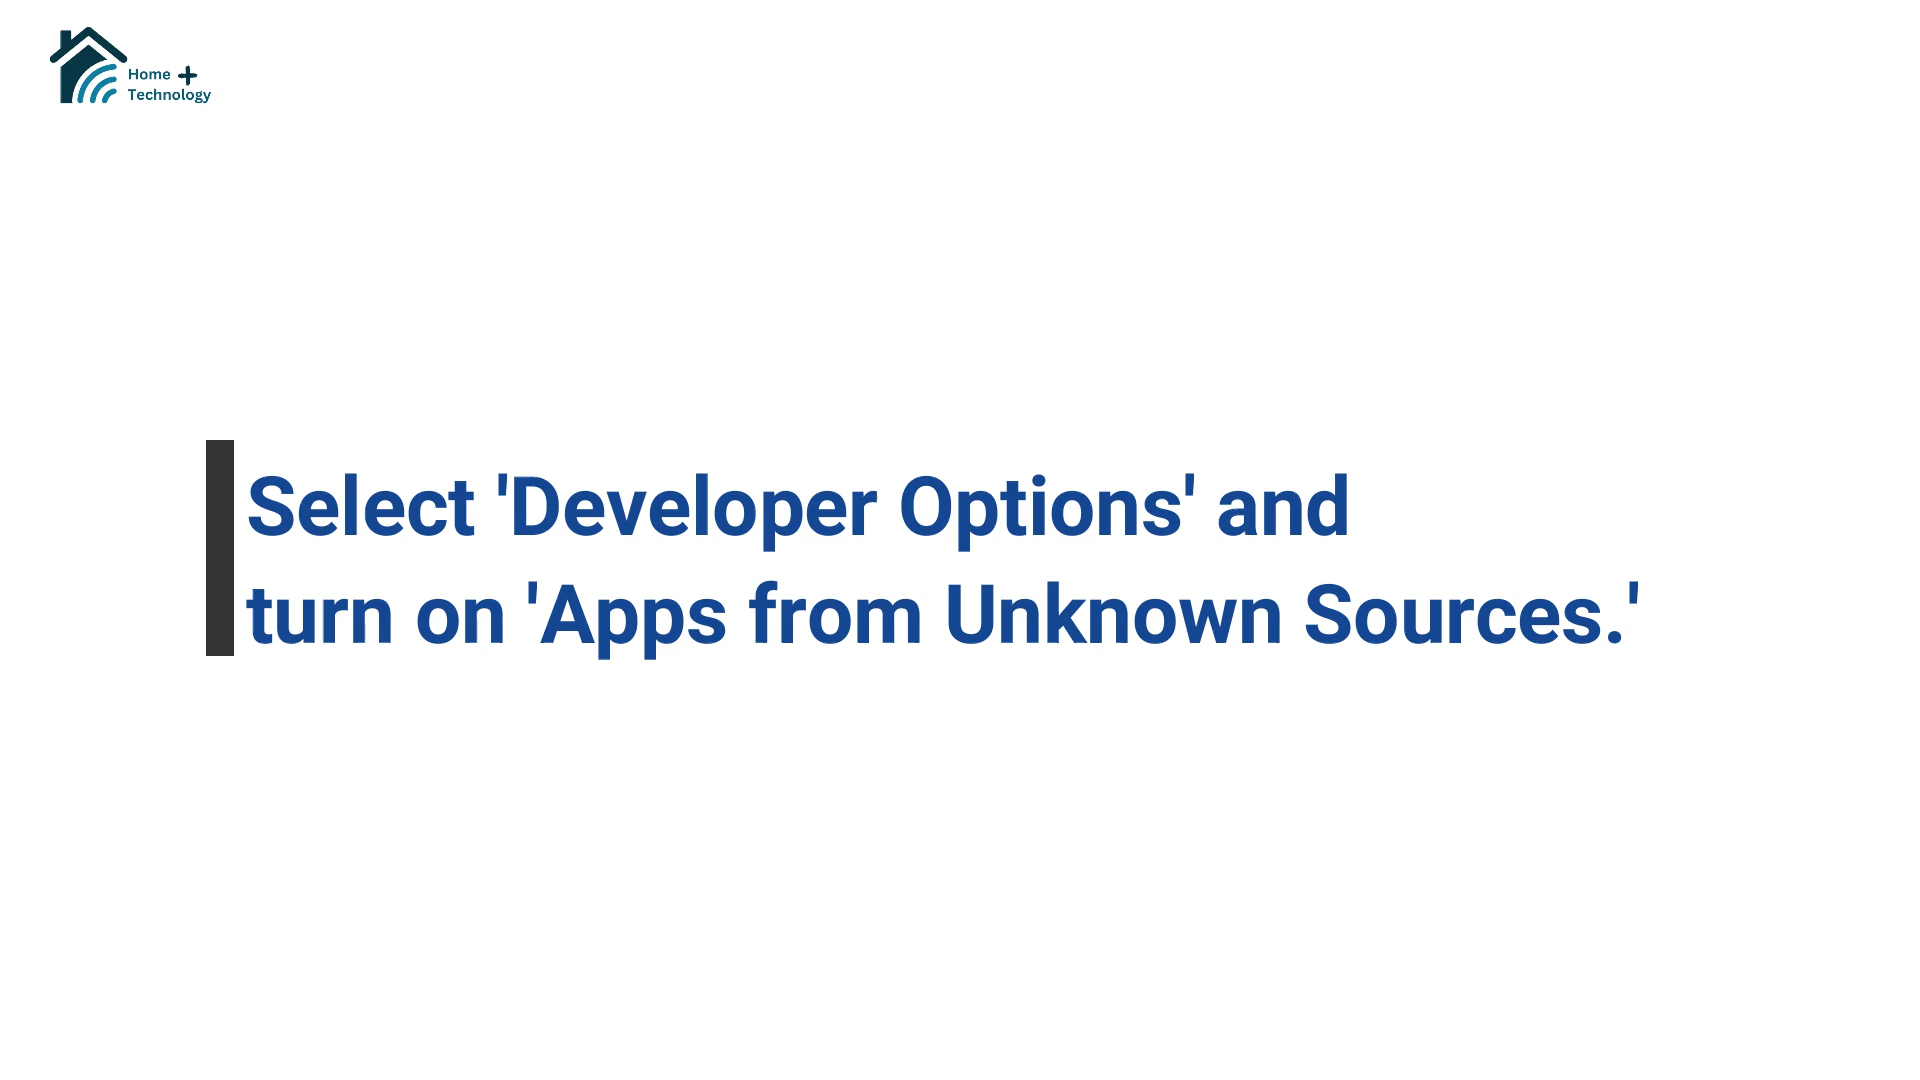 Home +
Technology
Select 'Developer Options' and
turn on 'Apps from Unknown Sources.'